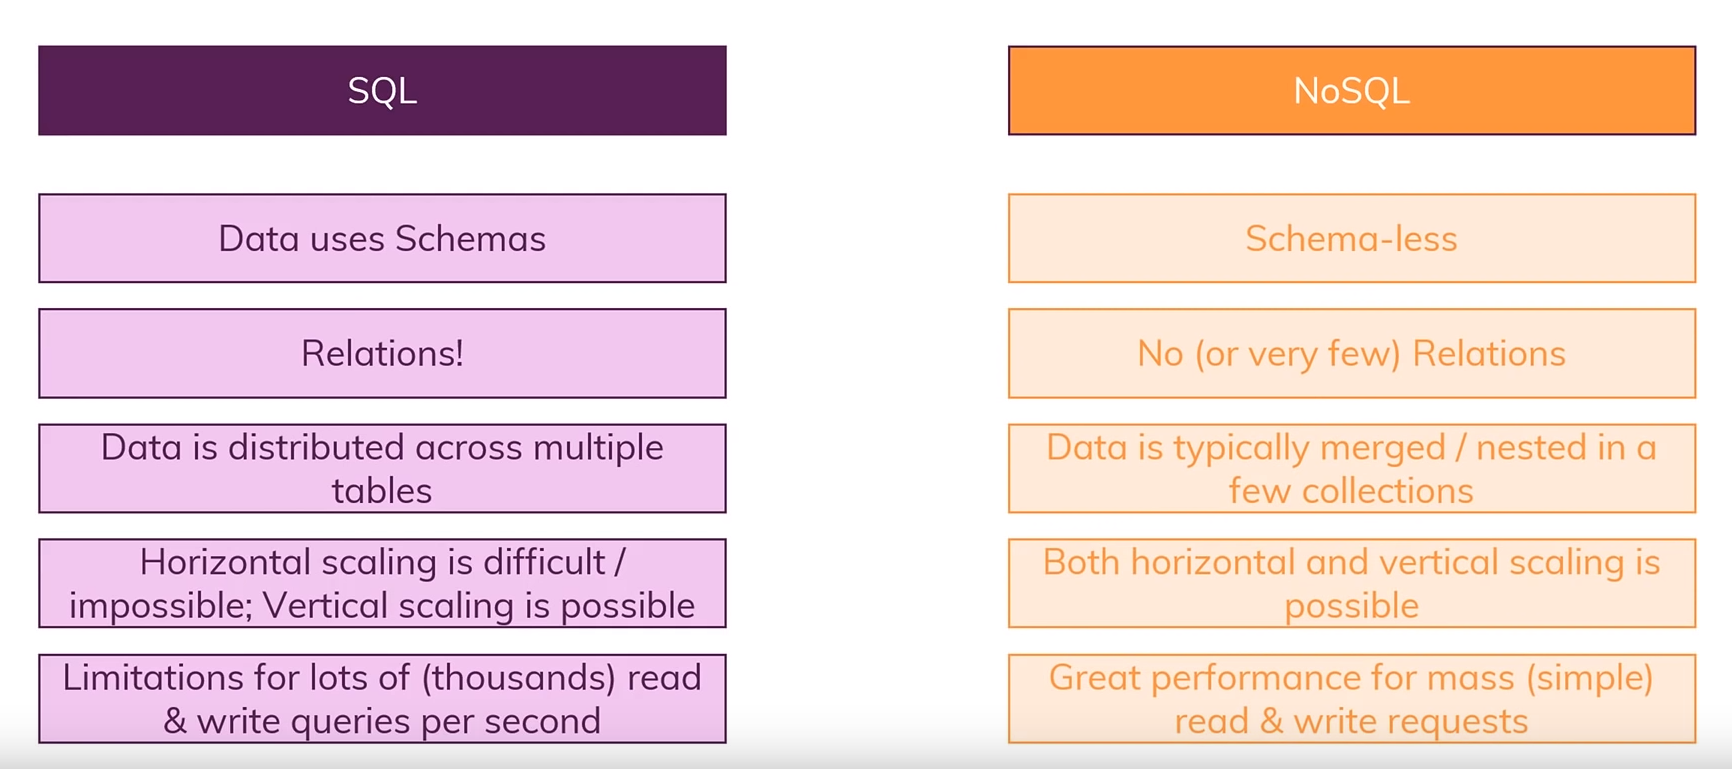 SQL
NoSQL
Data uses Schemas
Schema-less
Relations!
No (or very few) Relations
Data is distributed across multiple
tables
Data is typically merged / nested in a
few collections
Horizontal scaling is difficult /
impossible; Vertical scaling is possible
Both horizontal and vertical scaling is
possible
Limitations for lots of (thousands) read
& write queries per second
Great performance for mass (simple)
read & write requests